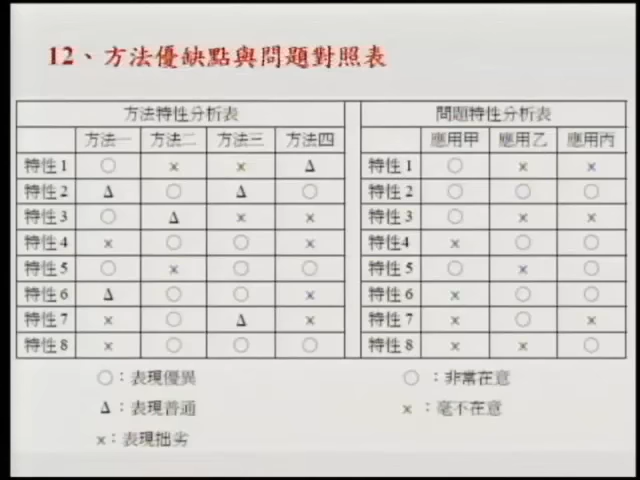 12、方法優缺點與問題對照表
方法特性分析表 問題特性分析表
方法一 方法二 方法三 方法四 應用甲 應用乙 應用丙
特性1 ○ × × Δ 特性1 ○ × ×
特性2 Δ ○ Δ ○ 特性2 ○ ○ ○
特性3 ○ Δ × × 特性3 ○ × ×
特性4 × ○ ○ × 特性4 × ○ ○
特性5 ○ × ○ ○ 特性5 ○ × ○
特性6 Δ ○ ○ × 特性6 × ○ ○
特性7 × ○ Δ × 特性7 × ○ ×
特性8 × ○ ○ ○ 特性8 × × ○
○：表現優異 ○：非常在意
Δ：表現普通 ×：毫不在意
×：表現拙劣